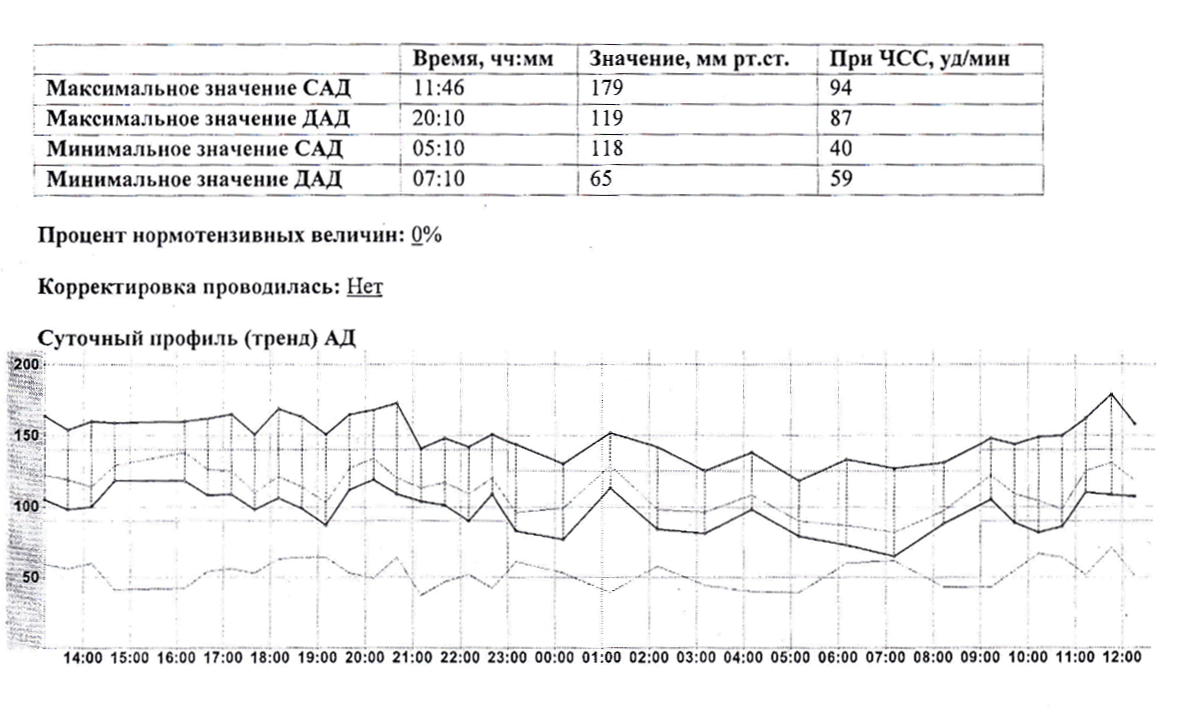 Время, чч:мм Значение, мм рт.ст. При ЧСС, уд/мин
Максимальное значение САД 11:46 179 94
Максимальное значение ДАД 20:10 119 87
Минимальное значение САД 05:10 118 40
Минимальное значение ДАД 07:10 65 59
Процент нормотензивных величин: 0%
Корректировка проводилась: Нет
Суточный профиль (тренд) АД
200
150
100
50
14:00 15:00 16:00 17:00 18:00 19:00 20:00 21:00 22:00 23:00 00:00 01:00 02:00 03:00 04:00 05:00 06:00 07:00 08:00 09:00 10:00 11:00 12:00